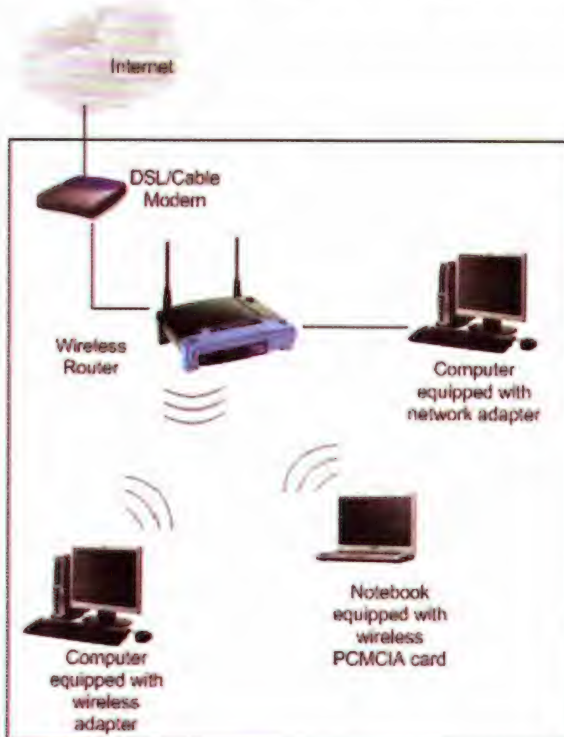 Internet
DSL/Cable
Modem
Wireless
Router
Computer
equipped with
network adapter
Notebook
equipped with
wireless
PCMCIA card
Computer
equipped with
wireless
adapter